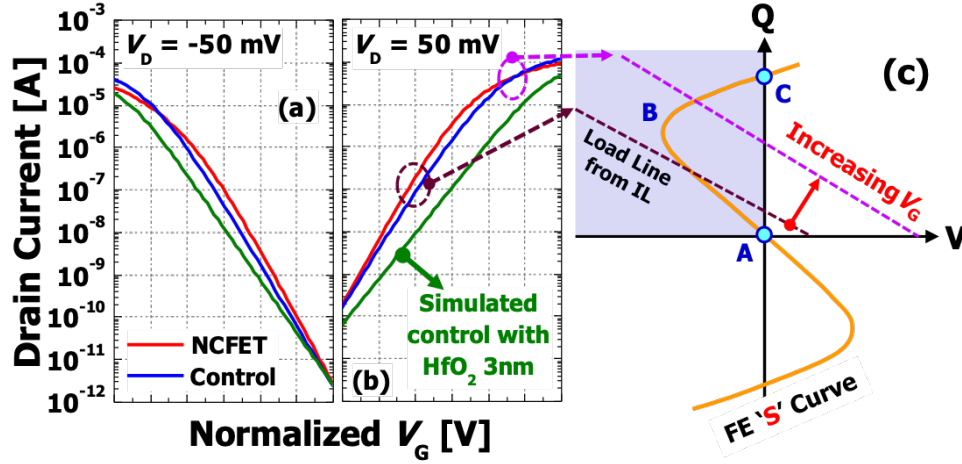 Drain Current [A]
10⁻³
10⁻⁴
10⁻⁵
10⁻⁶
10⁻⁷
10⁻⁸
10⁻⁹
10⁻¹⁰
10⁻¹¹
10⁻¹²
V_D = -50 mV
(a)
NCFET
Control
V_D = 50 mV
Simulated
control with
HfO₂ 3nm
(b)
Normalized V_G [V]
Q
(c)
C
B
Load Line
from IL
Increasing V_G
A
V
FE 'S' Curve